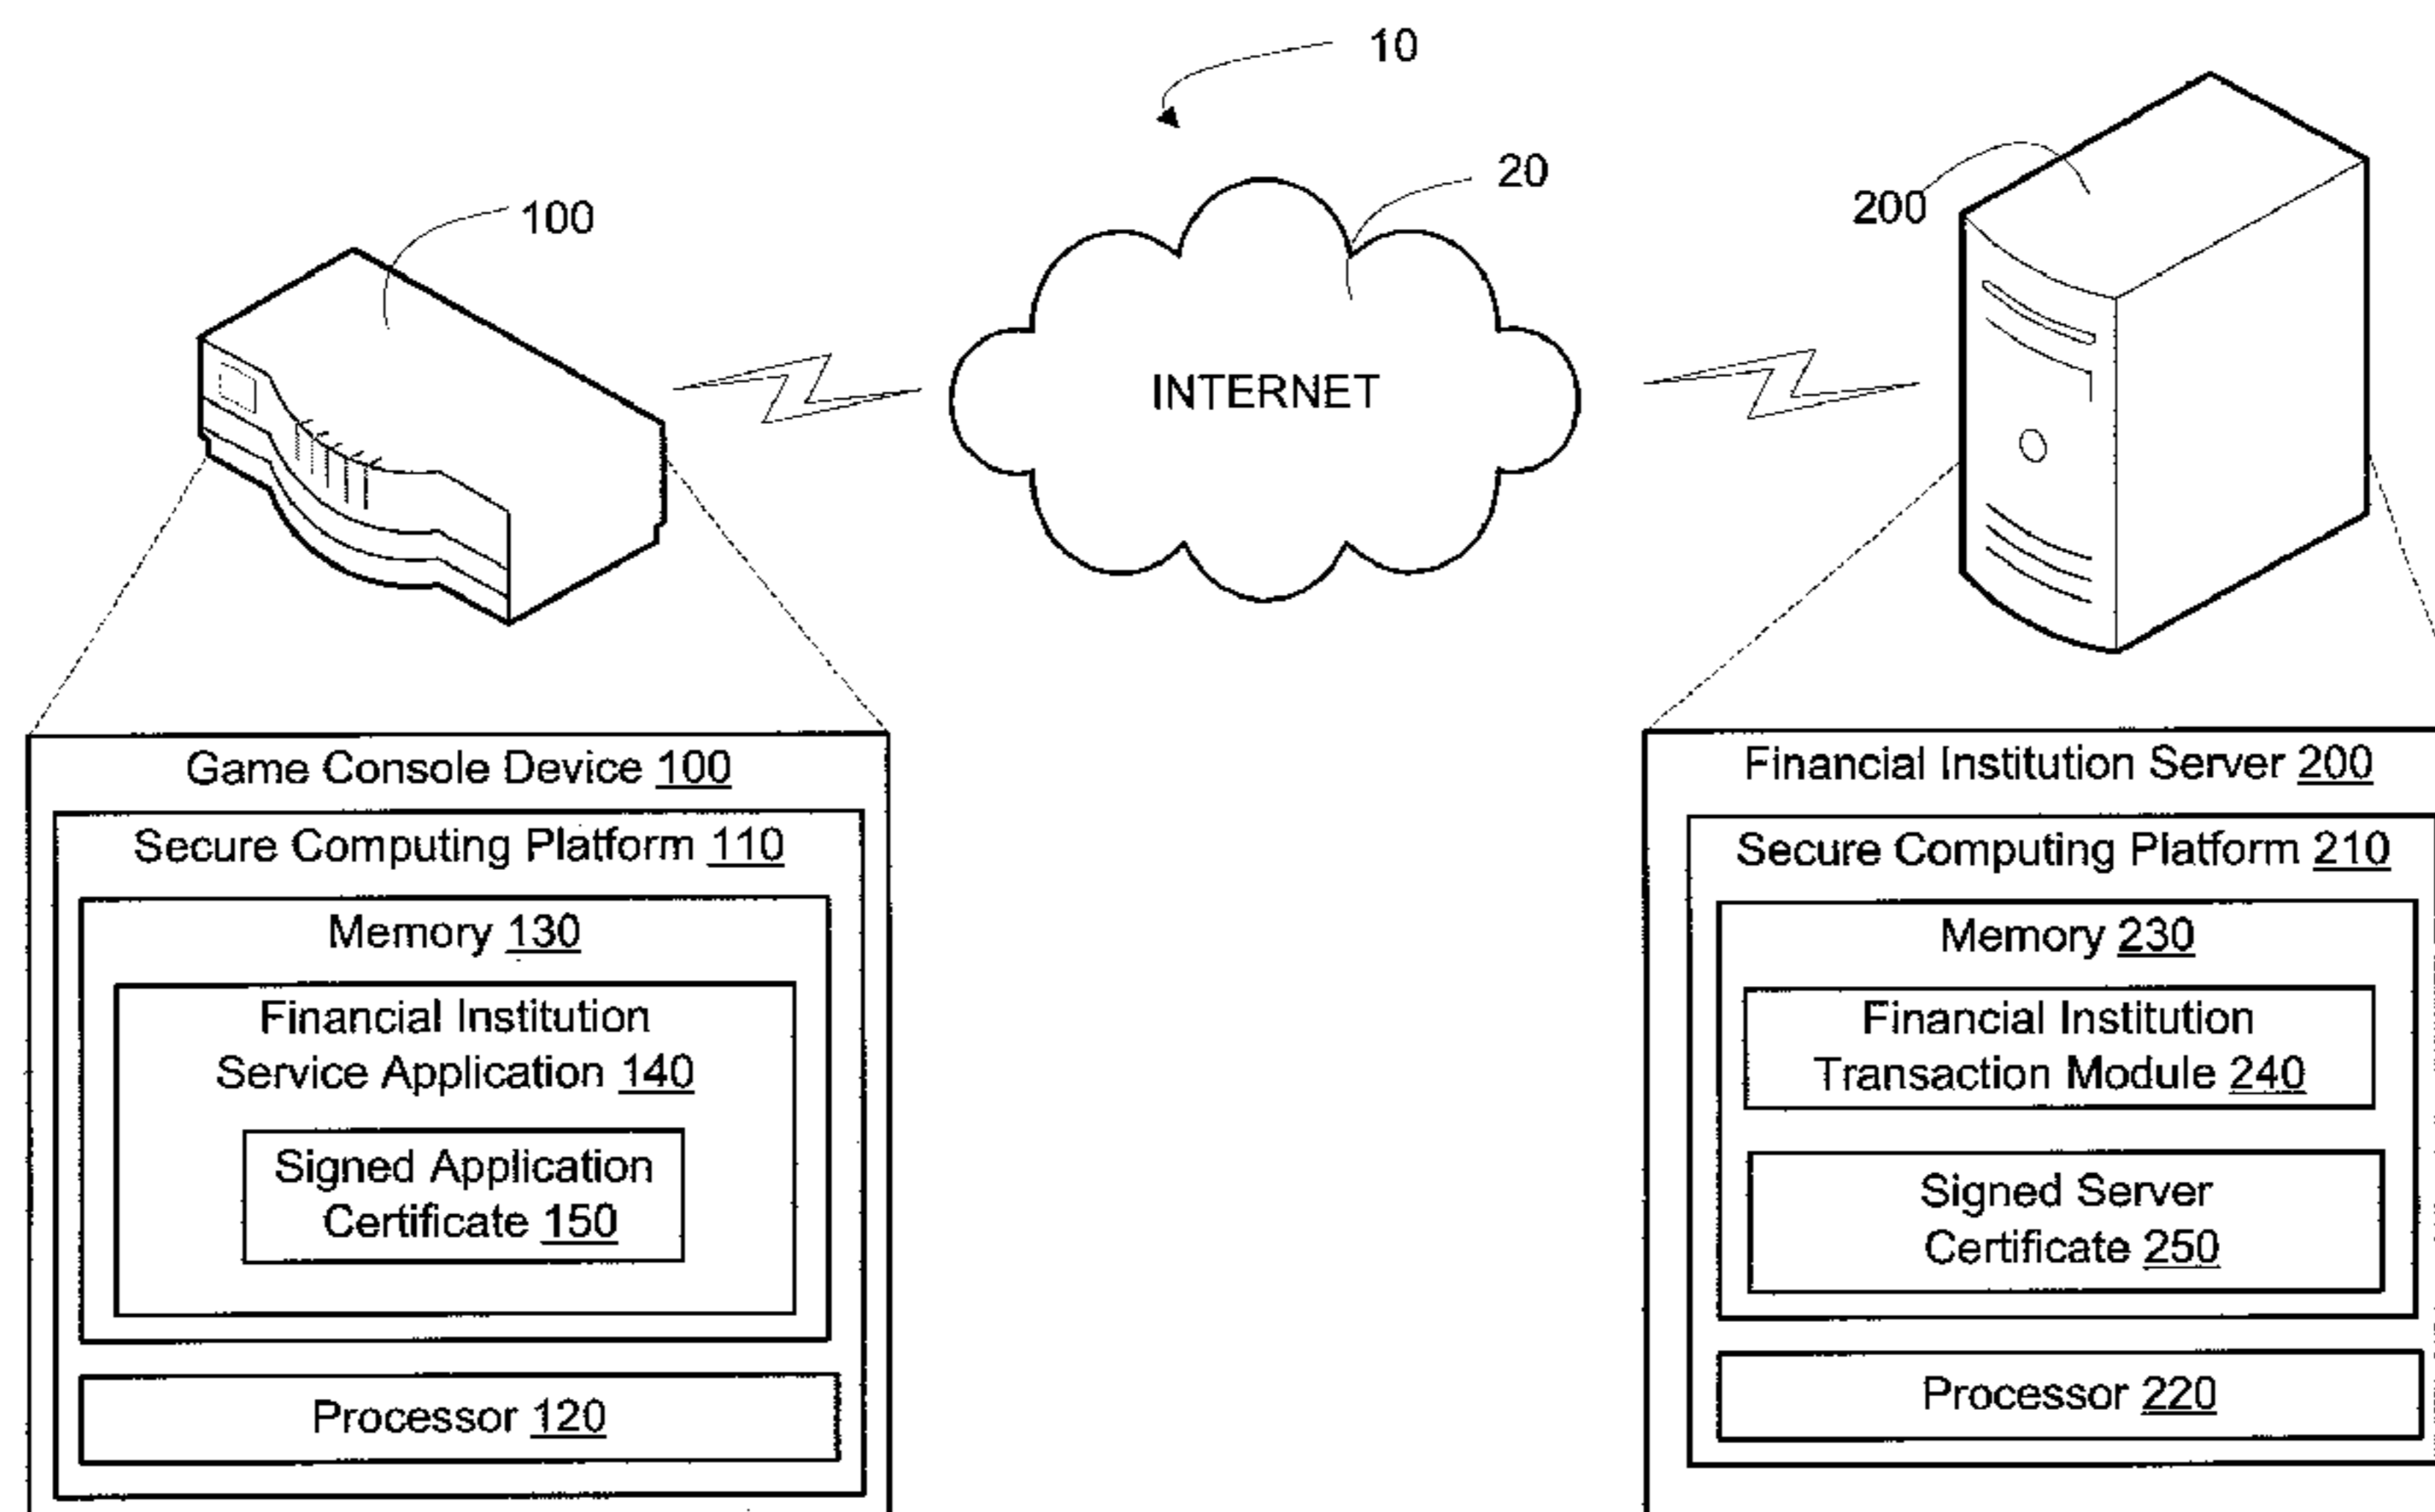 10
20
100
200
INTERNET
Game Console Device 100
Secure Computing Platform 110
Memory 130
Financial Institution
Service Application 140
Signed Application
Certificate 150
Processor 120
Financial Institution Server 200
Secure Computing Platform 210
Memory 230
Financial Institution
Transaction Module 240
Signed Server
Certificate 250
Processor 220